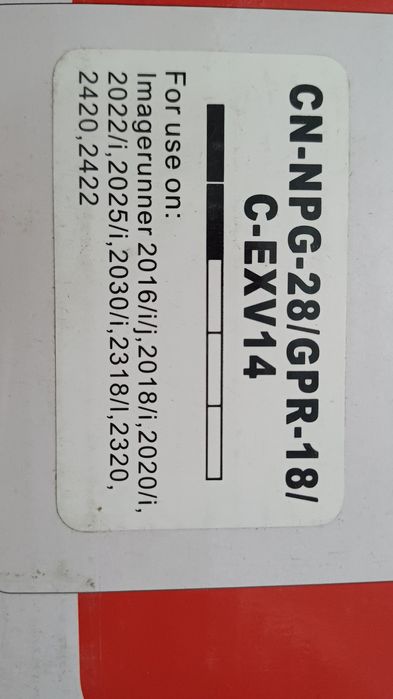 CN-NPG-28/GPR-18/
C-EXV14
For use on:
Imagerunner 2016/i/j,2018/i,2020/i,
2022/i,2025/i,2030/i,2318/l,2320,
2420,2422